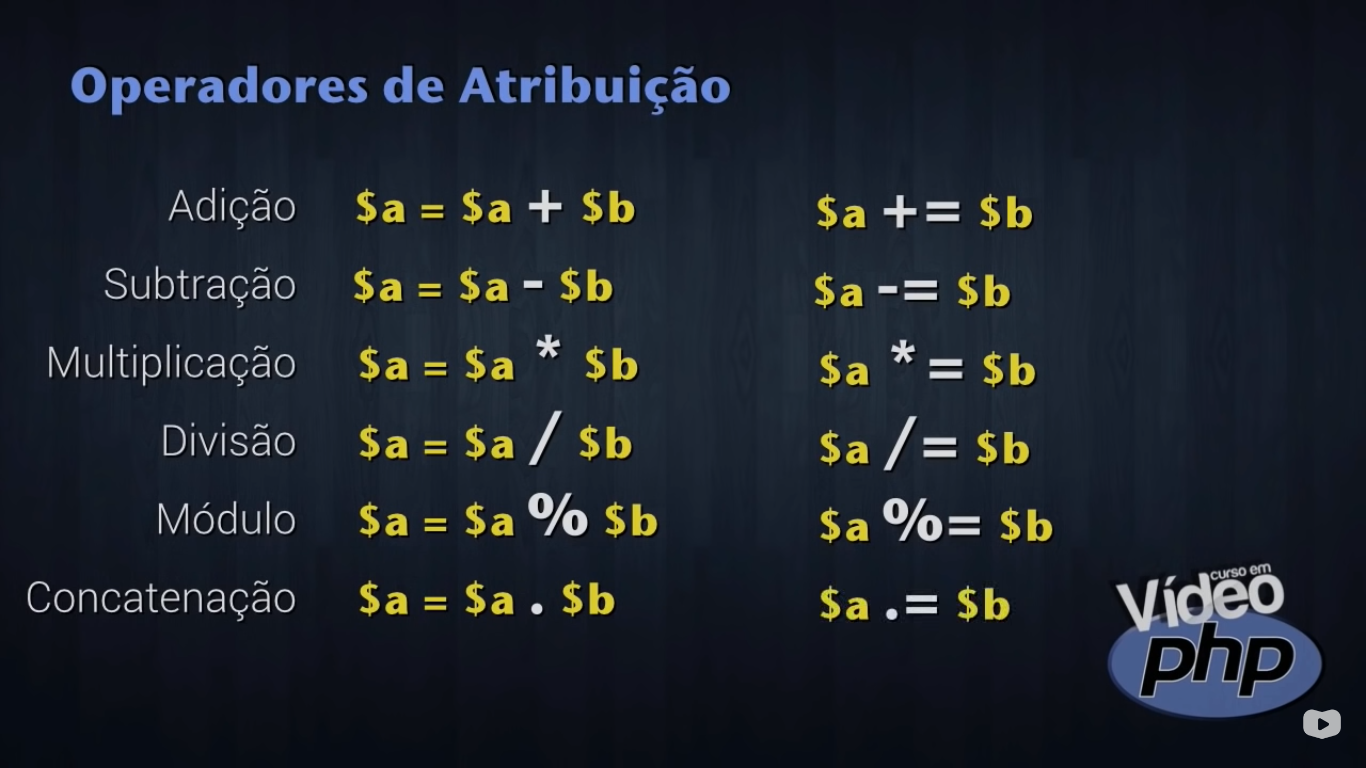 Operadores de Atribuição
Adição $a = $a + $b $a += $b
Subtração $a = $a - $b $a -= $b
Multiplicação $a = $a * $b $a *= $b
Divisão $a = $a / $b $a /= $b
Módulo $a = $a % $b $a %= $b
Concatenação $a = $a . $b $a .= $b
curso em
Vídeo
php